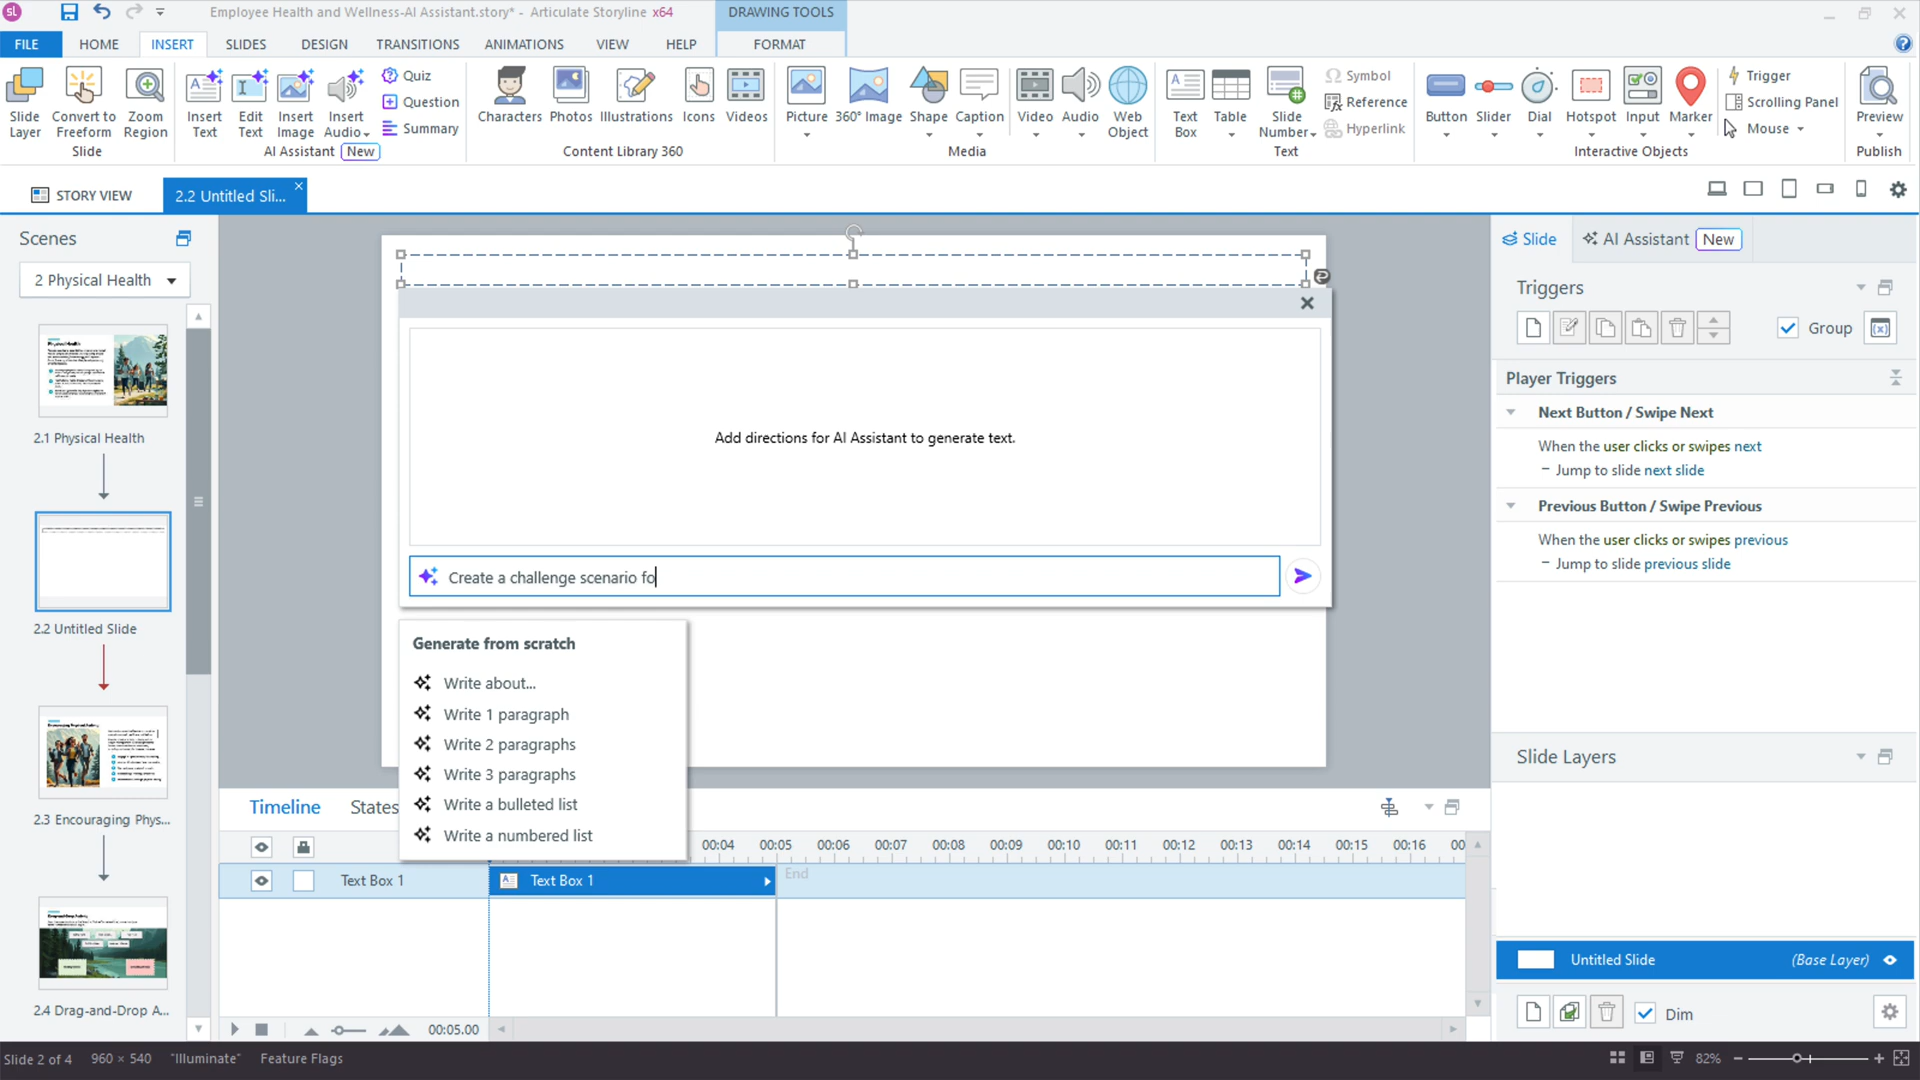 sl
Employee Health and Wellness-AI Assistant.story* - Articulate Storyline x64
DRAWING TOOLS
FILE
HOME
INSERT
SLIDES
DESIGN
TRANSITIONS
ANIMATIONS
VIEW
HELP
FORMAT
Slide Layer
Convert to Freeform
Zoom Region
Slide
Insert Text
Edit Text
Insert Image
Insert Audio
Quiz
Question
Summary
AI Assistant New
Characters
Photos
Illustrations
Icons
Videos
Content Library 360
Picture
360° Image
Shape
Caption
Media
Video
Audio
Web Object
Text Box
Table
Slide Number
Symbol
Reference
Hyperlink
Text
Button
Slider
Dial
Hotspot
Input
Marker
Trigger
Scrolling Panel
Mouse
Interactive Objects
Preview
Publish
STORY VIEW
2.2 Untitled Sli...
Scenes
2 Physical Health
Physical Health
2.1 Physical Health
2.2 Untitled Slide
2.3 Encouraging Phys...
2.4 Drag-and-Drop A...
Add directions for AI Assistant to generate text.
Create a challenge scenario fo
Generate from scratch
Write about...
Write 1 paragraph
Write 2 paragraphs
Write 3 paragraphs
Write a bulleted list
Write a numbered list
Timeline
States
00:04 00:05 00:06 00:07 00:08 00:09 00:10 00:11 00:12 00:13 00:14 00:15 00:16 00
Text Box 1
Text Box 1
End
00:05.00
Slide
AI Assistant New
Triggers
Group
Player Triggers
Next Button / Swipe Next
When the user clicks or swipes next
– Jump to slide next slide
Previous Button / Swipe Previous
When the user clicks or swipes previous
– Jump to slide previous slide
Slide Layers
Untitled Slide
(Base Layer)
Dim
Slide 2 of 4
960 × 540
"Illuminate"
Feature Flags
82%